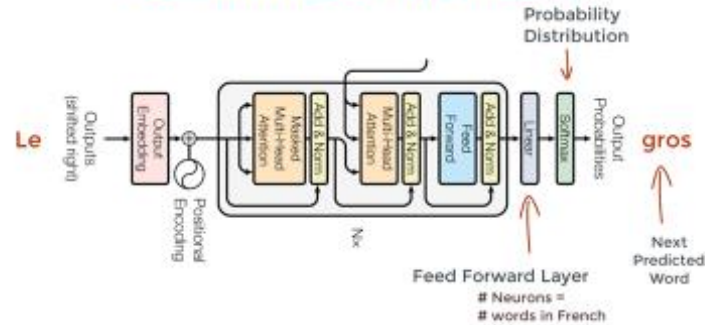 Probability
Distribution
Le
Outputs
(shifted right)
Output
Embedding
Positional
Encoding
Masked
Multi-Head
Attention
Add & Norm
Multi-Head
Attention
Add & Norm
Feed
Forward
Add & Norm
Nx
Linear
Softmax
Output
Probabilities
gros
Feed Forward Layer
# Neurons =
# words in French
Next
Predicted
Word